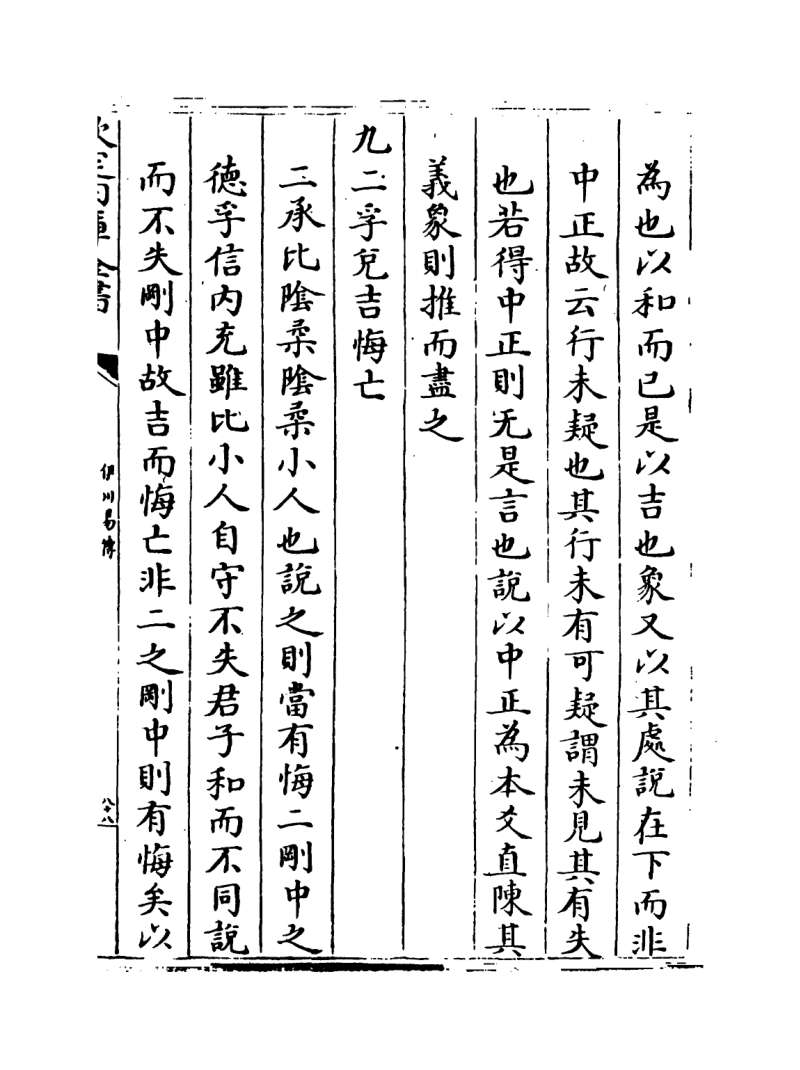 為也以和而已是以吉也象又以其處說在下而非
中正故云行未疑也其行未有可疑謂未見其有失
也若得中正則无是言也說以中正為本爻直陳其
義象則推而盡之
九二孚兌吉悔亡
二承比陰柔陰柔小人也說之則當有悔二剛中之
德孚信内充雖比小人自守不失君子和而不同說
而不失剛中故吉而悔亡非二之剛中則有悔矣以
伊川易傳
八十八